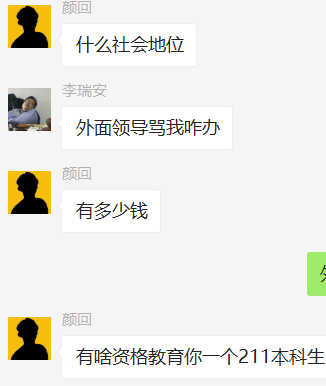 颜回
什么社会地位
李瑞安
外面领导骂我咋办
颜回
有多少钱
颜回
有啥资格教育你一个211本科生